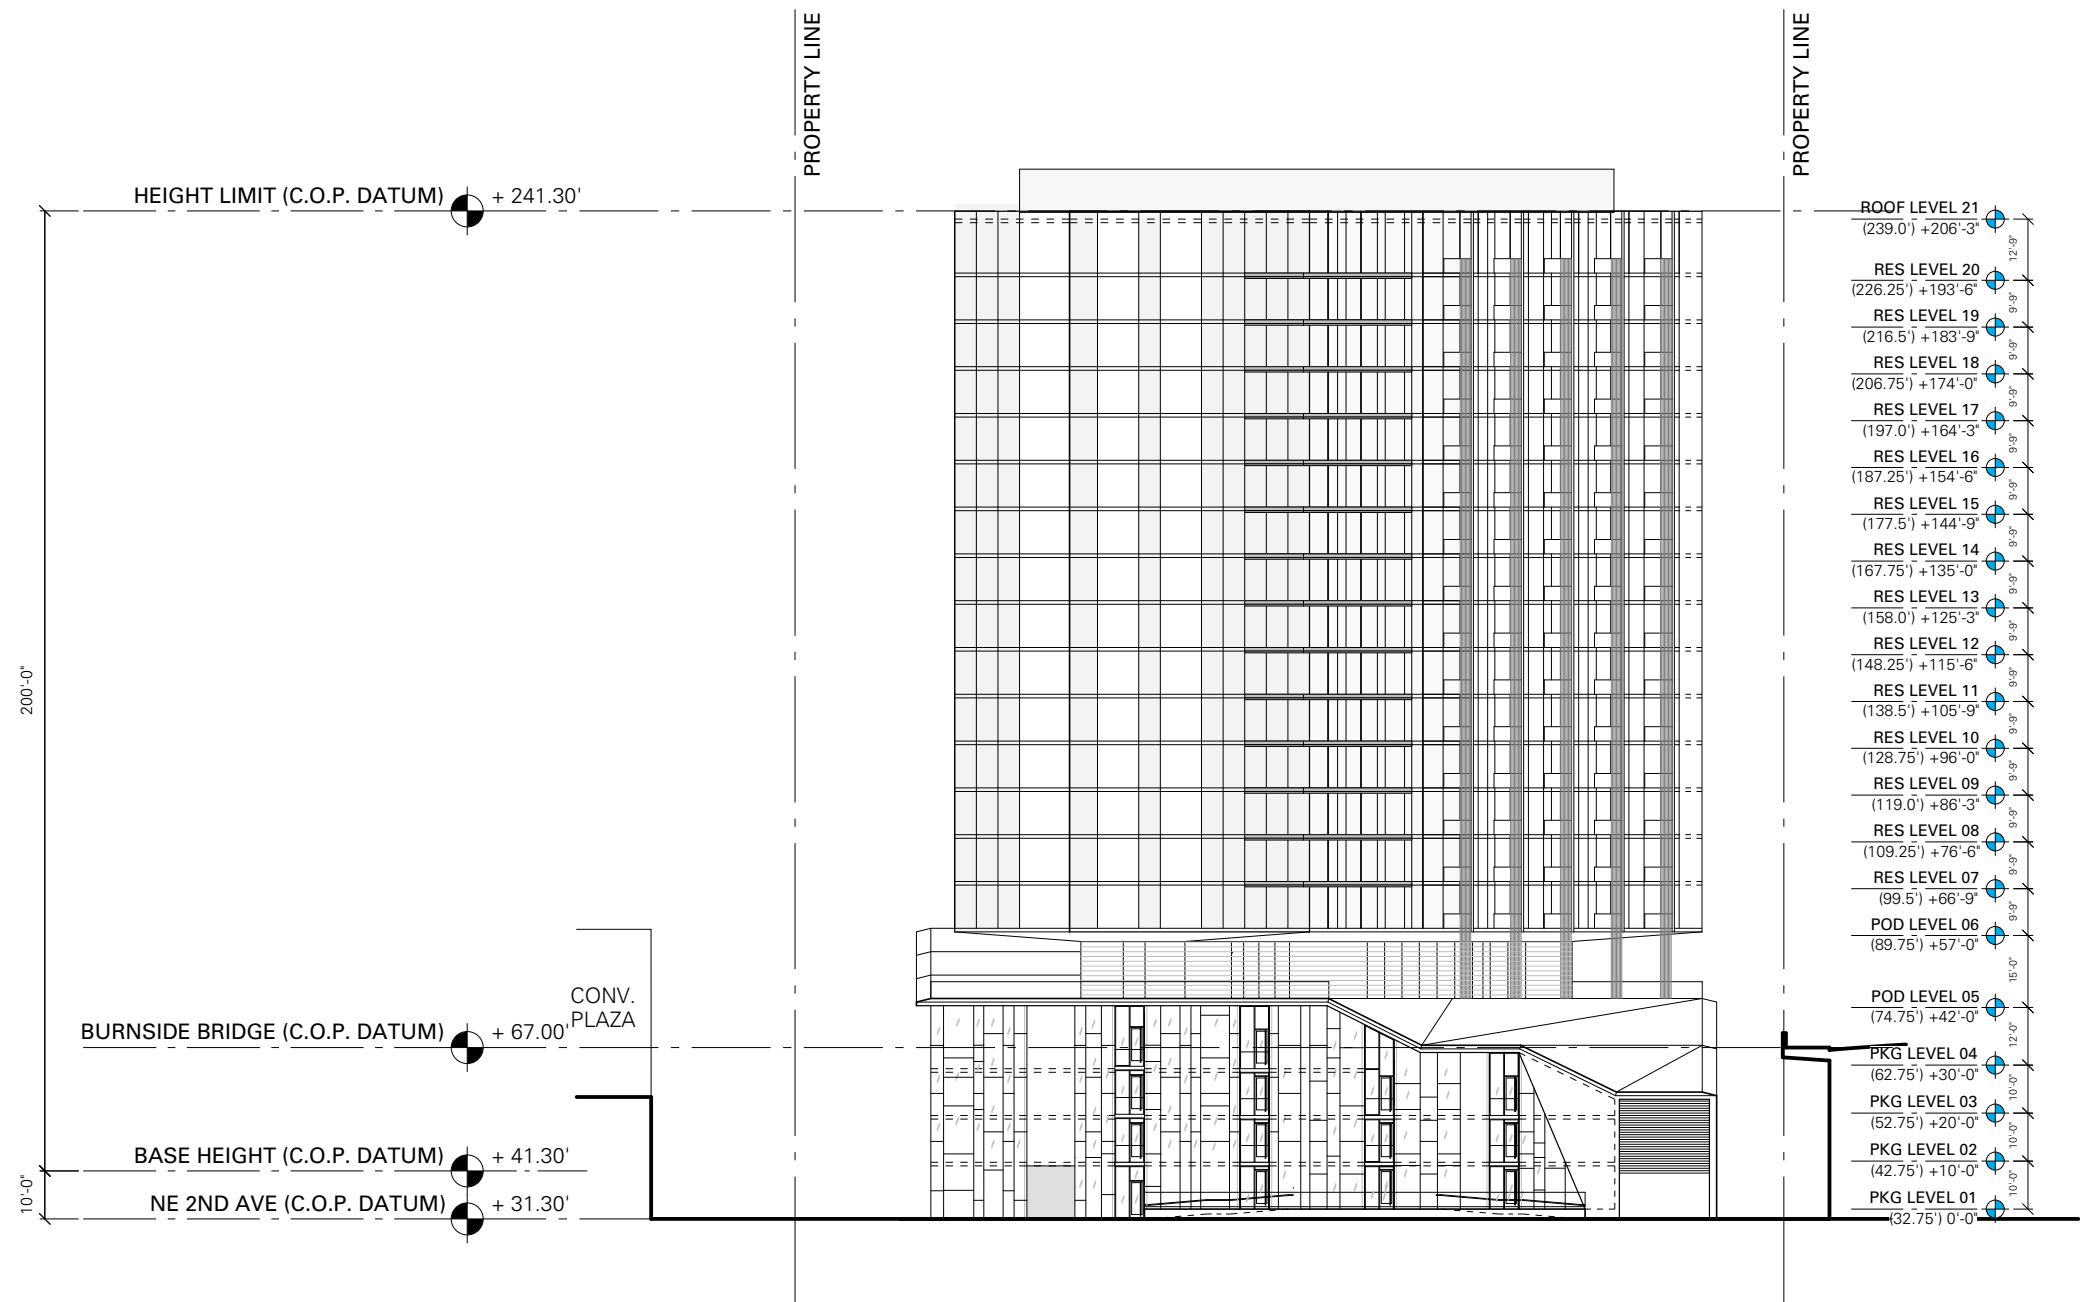 PROPERTY LINE
PROPERTY LINE
HEIGHT LIMIT (C.O.P. DATUM)
+ 241.30'
200'-0"
CONV.
PLAZA
BURNSIDE BRIDGE (C.O.P. DATUM)
+ 67.00'
BASE HEIGHT (C.O.P. DATUM)
+ 41.30'
10'-0"
NE 2ND AVE (C.O.P. DATUM)
+ 31.30'
ROOF LEVEL 21
(239.0') +206'-3"
12'-9"
RES LEVEL 20
(226.25') +193'-6"
9'-9"
RES LEVEL 19
(216.5') +183'-9"
9'-9"
RES LEVEL 18
(206.75') +174'-0"
9'-9"
RES LEVEL 17
(197.0') +164'-3"
9'-9"
RES LEVEL 16
(187.25') +154'-6"
9'-9"
RES LEVEL 15
(177.5') +144'-9"
9'-9"
RES LEVEL 14
(167.75') +135'-0"
9'-9"
RES LEVEL 13
(158.0') +125'-3"
9'-9"
RES LEVEL 12
(148.25') +115'-6"
9'-9"
RES LEVEL 11
(138.5') +105'-9"
9'-9"
RES LEVEL 10
(128.75') +96'-0"
9'-9"
RES LEVEL 09
(119.0') +86'-3"
9'-9"
RES LEVEL 08
(109.25') +76'-6"
9'-9"
RES LEVEL 07
(99.5') +66'-9"
9'-9"
POD LEVEL 06
(89.75') +57'-0"
15'-0"
POD LEVEL 05
(74.75') +42'-0"
12'-0"
PKG LEVEL 04
(62.75') +30'-0"
10'-0"
PKG LEVEL 03
(52.75') +20'-0"
10'-0"
PKG LEVEL 02
(42.75') +10'-0"
10'-0"
PKG LEVEL 01
(32.75') 0'-0"